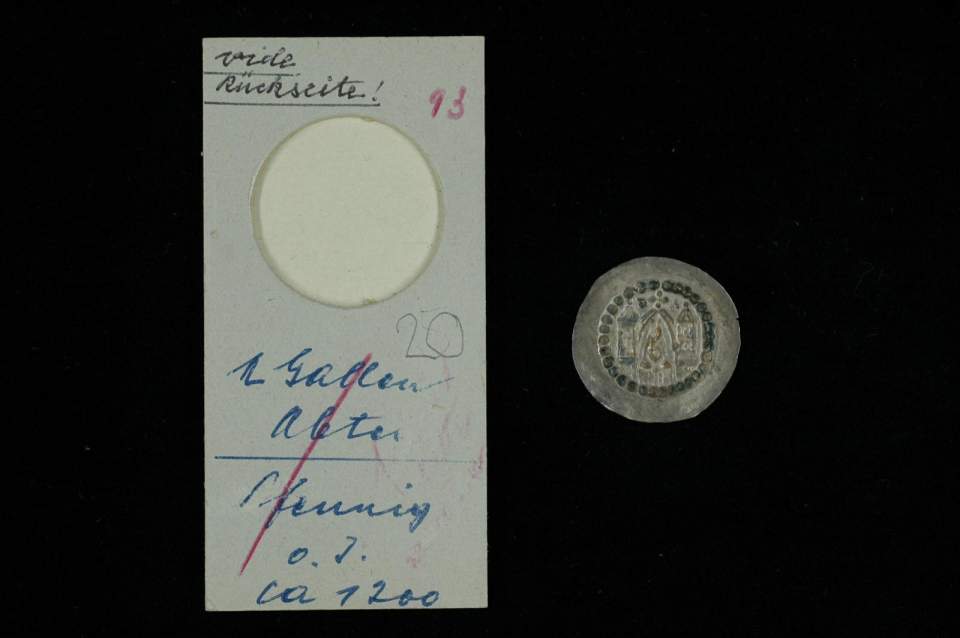 vide
Rückseite!
93
20
St Gallen
Abtei
Pfennig
o. J.
ca 1200